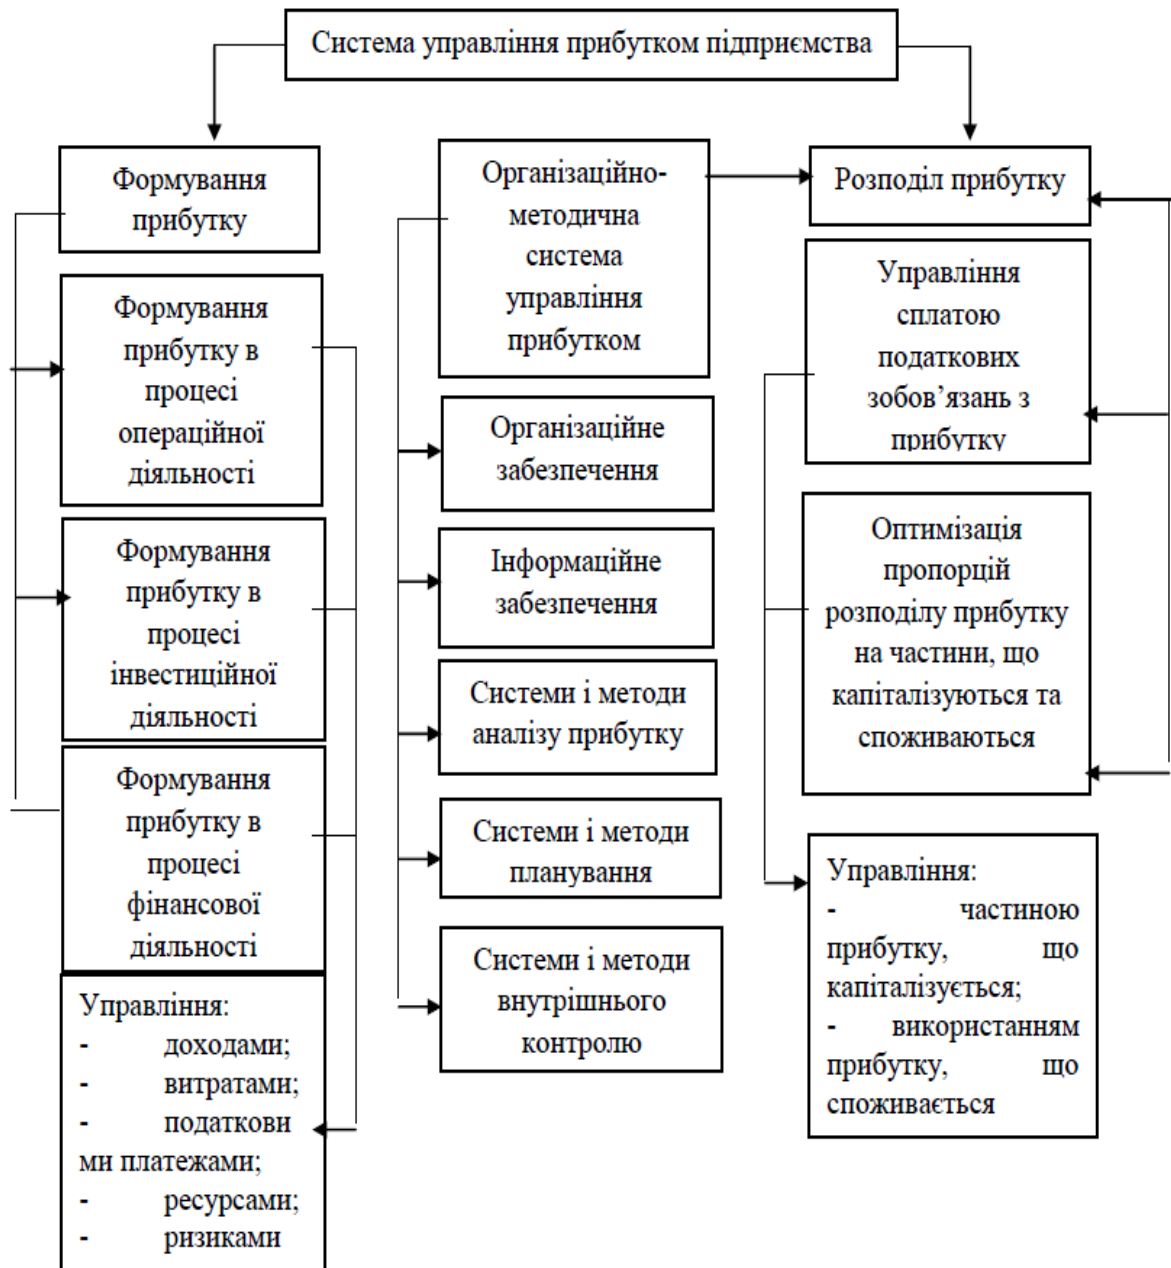 Система управління прибутком підприємства
Формування
прибутку
Формування
прибутку в
процесі
операційної
діяльності
Формування
прибутку в
процесі
інвестиційної
діяльності
Формування
прибутку в
процесі
фінансової
діяльності
Управління:
- доходами;
- витратами;
- податкови
ми платежами;
- ресурсами;
- ризиками
Організаційно-
методична
система
управління
прибутком
Організаційне
забезпечення
Інформаційне
забезпечення
Системи і методи
аналізу прибутку
Системи і методи
планування
Системи і методи
внутрішнього
контролю
Розподіл прибутку
Управління
сплатою
податкових
зобов’язань з
прибутку
Оптимізація
пропорцій
розподілу прибутку
на частини, що
капіталізуються та
споживаються
Управління:
- частиною
прибутку, що
капіталізується;
- використанням
прибутку, що
споживається